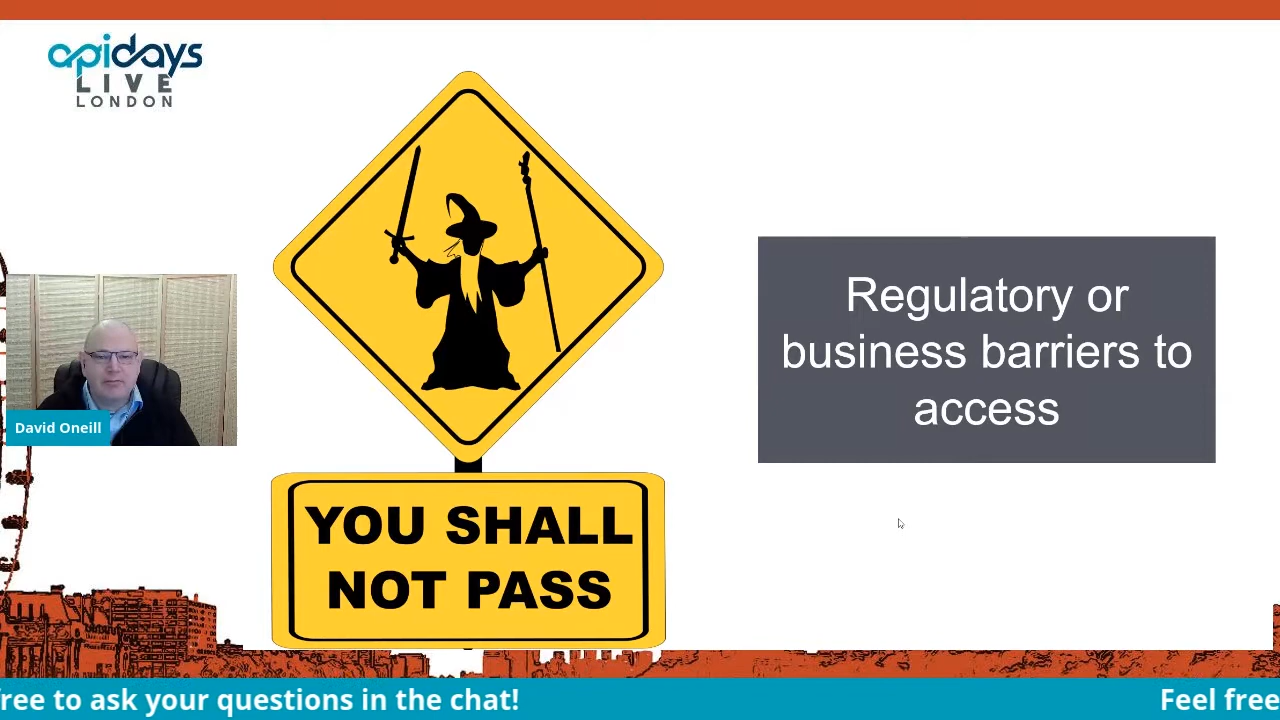 apidays
LIVE
LONDON
David Oneill
YOU SHALL
NOT PASS
Regulatory or
business barriers to
access
free to ask your questions in the chat!
Feel free